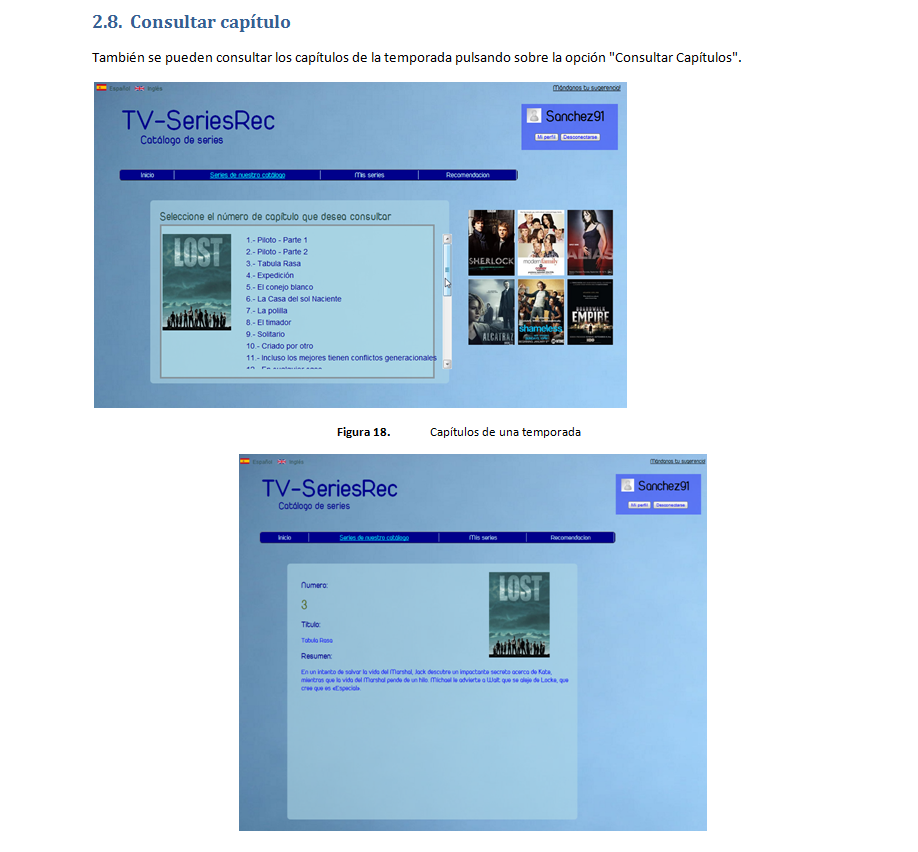 2.8. Consultar capítulo
También se pueden consultar los capítulos de la temporada pulsando sobre la opción "Consultar Capítulos".
Español Inglés
Mándanos tu sugerencia!
TV-SeriesRec
Catálogo de series
Sanchez91
Mi perfil Desconectarse
Inicio Series de nuestro catálogo Mis series Recomendacion
Seleccione el número de capítulo que desea consultar
LOST
1.- Piloto - Parte 1
2.- Piloto - Parte 2
3.- Tabula Rasa
4.- Expedición
5.- El conejo blanco
6.- La Casa del sol Naciente
7.- La polilla
8.- El timador
9.- Solitario
10.- Criado por otro
11.- Incluso los mejores tienen conflictos generacionales
SHERLOCK
modern family
ALIAS
ALCATRAZ
shameless
BOARDWALK
EMPIRE
HBO
Figura 18. Capítulos de una temporada
Español Inglés
Mándanos tu sugerencia
TV-SeriesRec
Catálogo de series
Sanchez91
Mi perfil Desconectarse
Inicio Series de nuestro catálogo Mis series Recomendacion
LOST
Numero:
3
Título:
Tabula Rasa
Resumen:
En un intento de salvar la vida del Marshal, Jack descubre un impactante secreto acerca de Kate,
mientras que la vida del Marshal pende de un hilo. Michael le advierte a Walt que se aleje de Locke, que
cree que es «Especial».